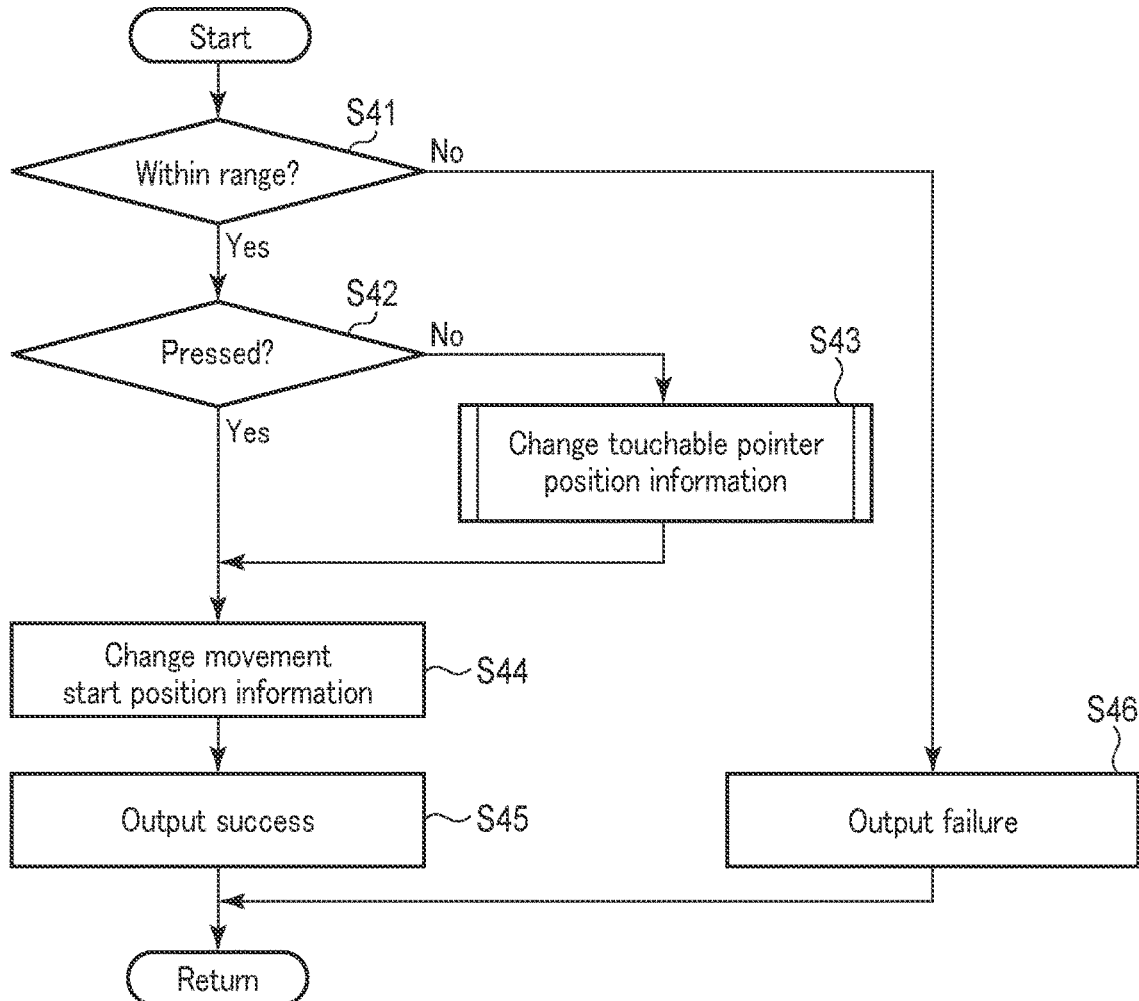 Start
S41
Within range?
No
Yes
S42
Pressed?
No
S43
Yes
Change touchable pointer
position information
Change movement
start position information
S44
S46
Output success
S45
Output failure
Return